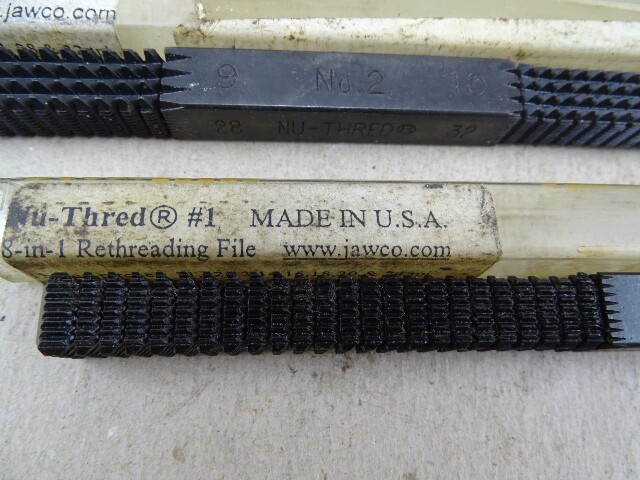 .jawco.com
9 No.2 16
28 NU-THRED® 32
Nu-Thred® #1 MADE IN U.S.A.
8-in-1 Rethreading File www.jawco.com